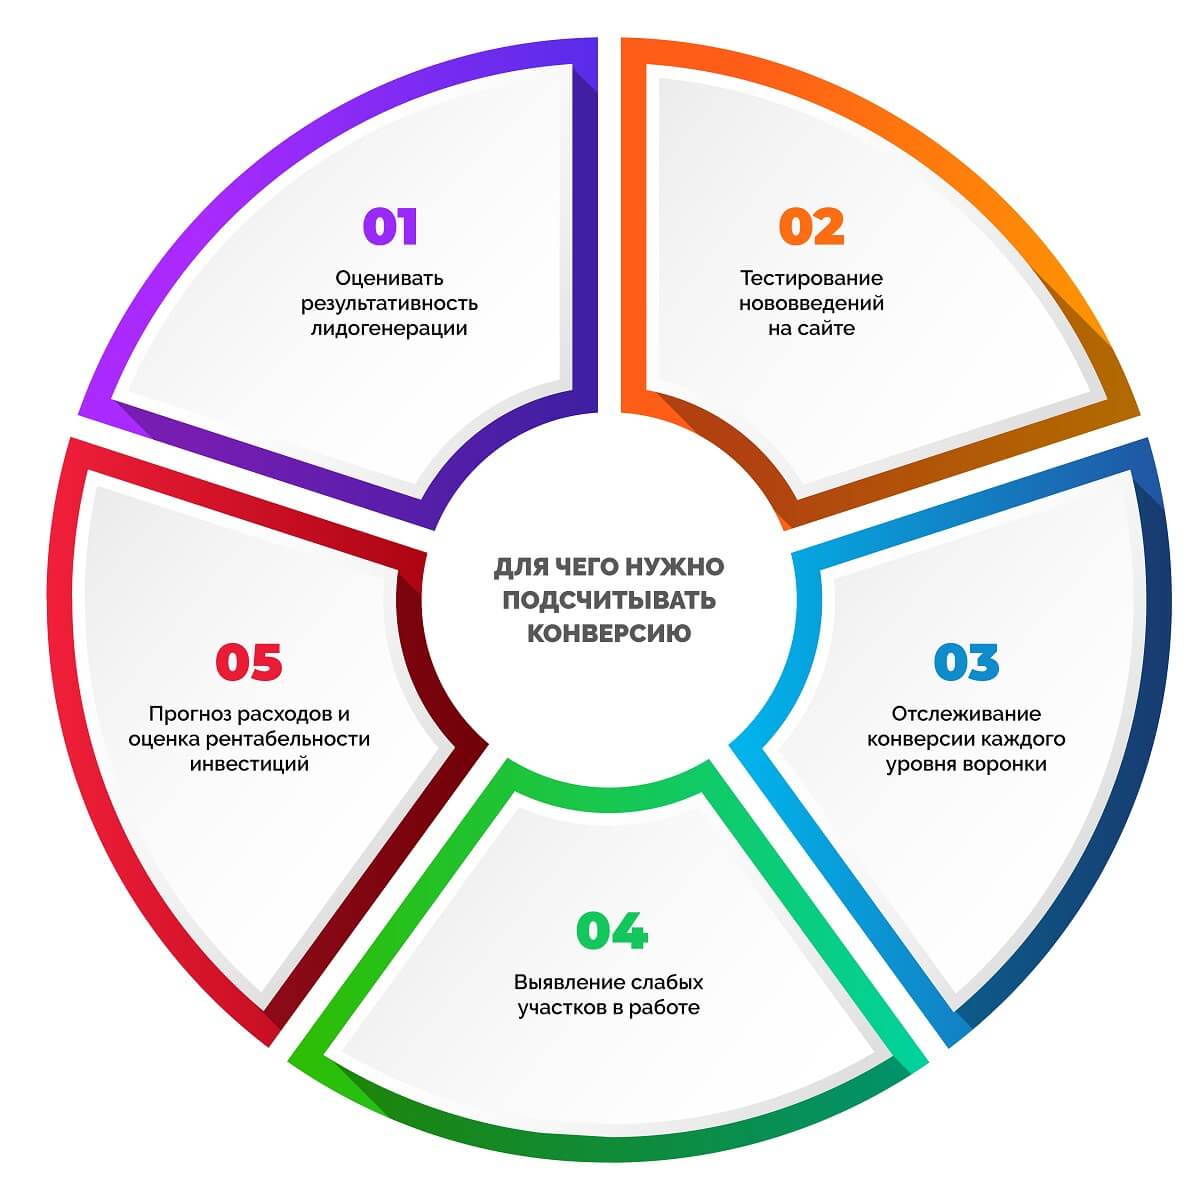 01
Оценивать
результативность
лидогенерации
02
Тестирование
нововведений
на сайте
ДЛЯ ЧЕГО НУЖНО
ПОДСЧИТЫВАТЬ
КОНВЕРСИЮ
03
Отслеживание
конверсии каждого
уровня воронки
04
Выявление слабых
участков в работе
05
Прогноз расходов и
оценка рентабельности
инвестиций